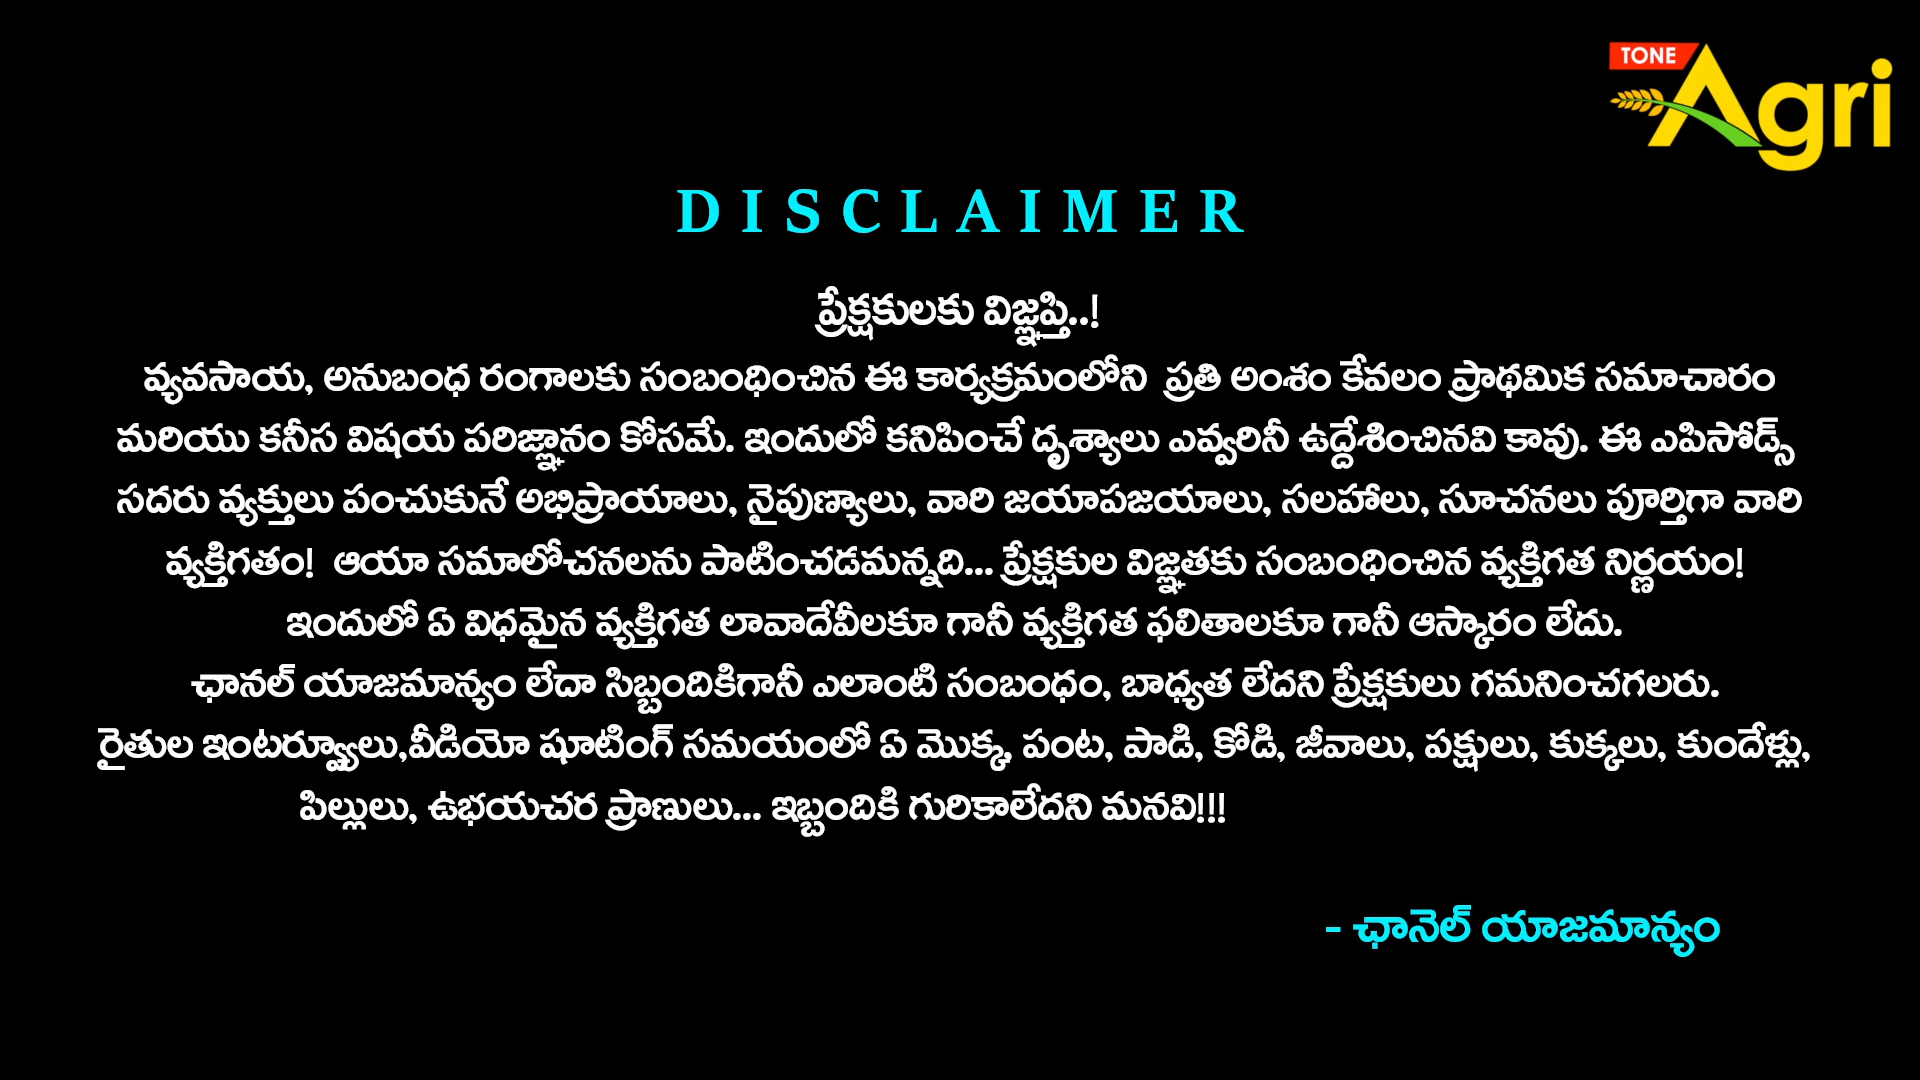 TONE
Agri
DISCLAIMER
ప్రేక్షకులకు విజ్ఞప్తి..!
వ్యవసాయ, అనుబంధ రంగాలకు సంబంధించిన ఈ కార్యక్రమంలోని ప్రతి అంశం కేవలం ప్రాథమిక సమాచారం
మరియు కనీస విషయ పరిజ్ఞానం కోసమే. ఇందులో కనిపించే దృశ్యాలు ఎవ్వరినీ ఉద్దేశించినవి కావు. ఈ ఎపిసోడ్స్
సదరు వ్యక్తులు పంచుకునే అభిప్రాయాలు, నైపుణ్యాలు, వారి జయాపజయాలు, సలహాలు, సూచనలు పూర్తిగా వారి
వ్యక్తిగతం! ఆయా సమాలోచనలను పాటించడమన్నది... ప్రేక్షకుల విజ్ఞతకు సంబంధించిన వ్యక్తిగత నిర్ణయం!
ఇందులో ఏ విధమైన వ్యక్తిగత లావాదేవీలకూ గానీ వ్యక్తిగత ఫలితాలకూ గానీ ఆస్కారం లేదు.
ఛానల్ యాజమాన్యం లేదా సిబ్బందికిగానీ ఎలాంటి సంబంధం, బాధ్యత లేదని ప్రేక్షకులు గమనించగలరు.
రైతుల ఇంటర్వ్యూలు,వీడియో షూటింగ్ సమయంలో ఏ మొక్క, పంట, పాడి, కోడి, జీవాలు, పక్షులు, కుక్కలు, కుందేళ్లు,
పిల్లులు, ఉభయచర ప్రాణులు... ఇబ్బందికి గురికాలేదని మనవి!!!
- ఛానెల్ యాజమాన్యం